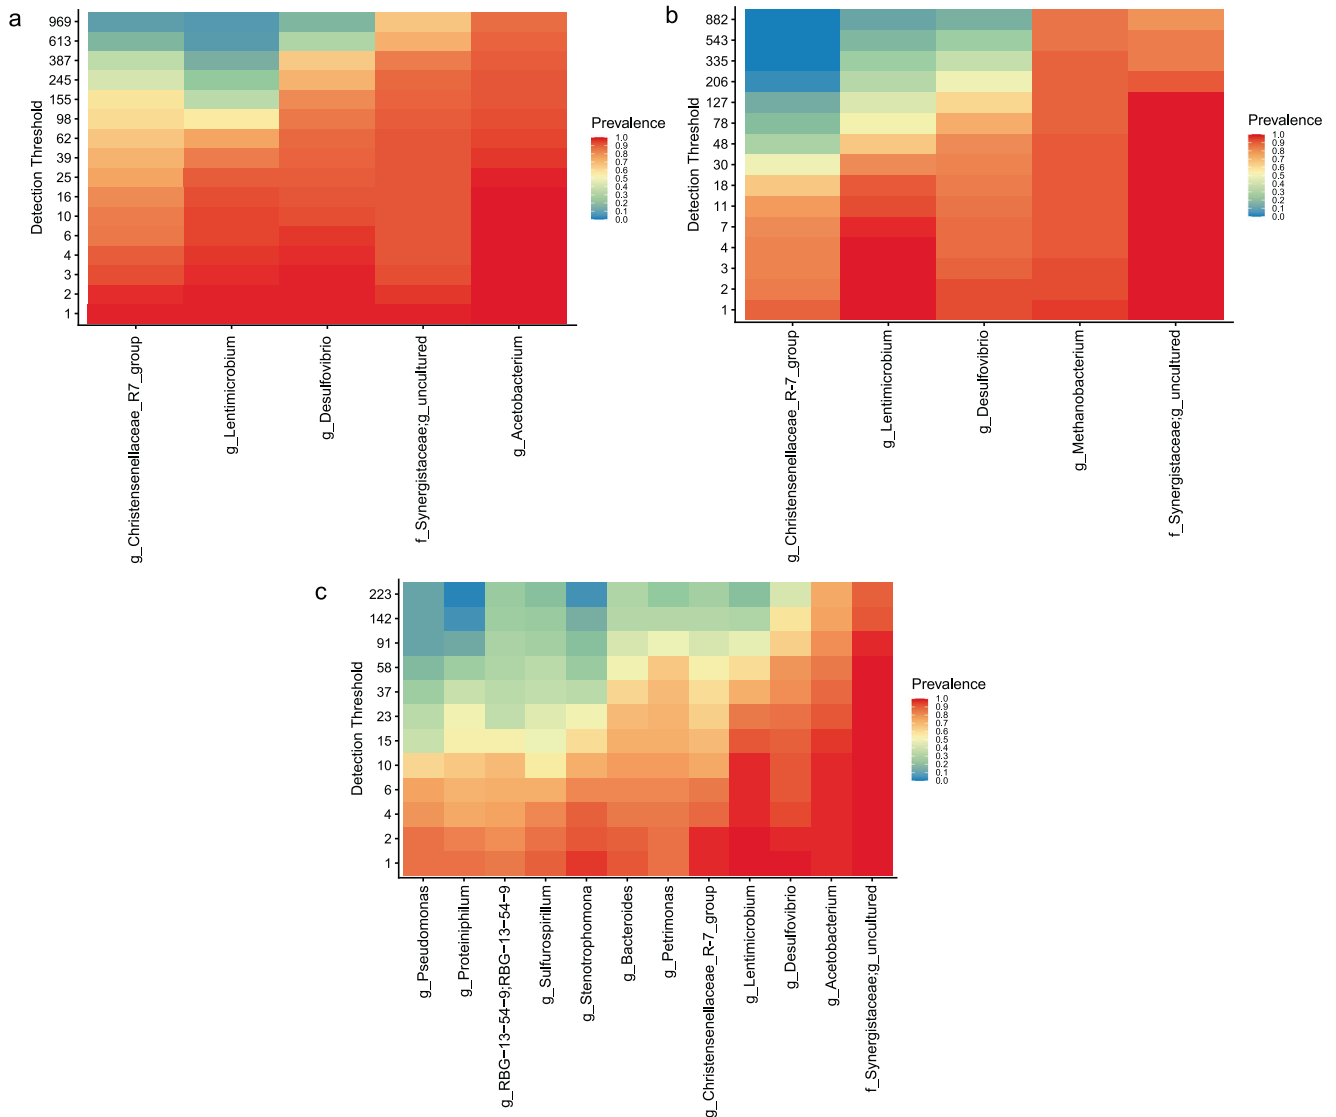 a
969
613
387
245
155
98
62
39
25
16
10
6
4
3
2
1
Detection Threshold
g_Christensenellaceae_R7_group
g_Lentimicrobium
g_Desulfovibrio
f_Synergistaceae;g_uncultured
g_Acetobacterium
Prevalence
1.0
0.9
0.8
0.7
0.6
0.5
0.4
0.3
0.2
0.1
0.0
b
882
543
335
206
127
78
48
30
18
11
7
4
3
2
1
Detection Threshold
g_Christensenellaceae_R-7_group
g_Lentimicrobium
g_Desulfovibrio
g_Methanobacterium
f_Synergistaceae;g_uncultured
Prevalence
1.0
0.9
0.8
0.7
0.6
0.5
0.4
0.3
0.2
0.1
0.0
c
223
142
91
58
37
23
15
10
6
4
2
1
Detection Threshold
g_Pseudomonas
g_Proteiniphilum
g_RBG−13−54−9;RBG−13−54−9
g_Sulfurospirillum
g_Stenotrophomona
g_Bacteroides
g_Petrimonas
g_Christensenellaceae_R-7_group
g_Lentimicrobium
g_Desulfovibrio
g_Acetobacterium
f_Synergistaceae;g_uncultured
Prevalence
1.0
0.9
0.8
0.7
0.6
0.5
0.4
0.3
0.2
0.1
0.0